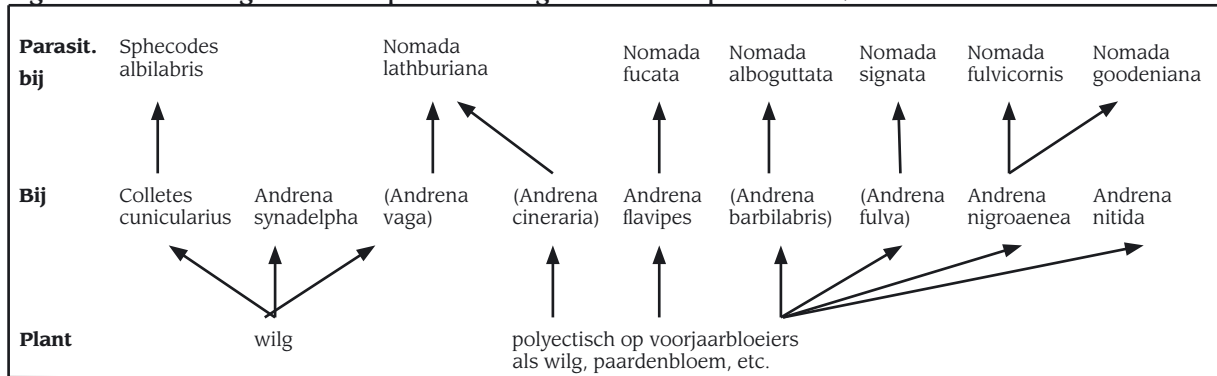 Parasit.
bij
Sphecodes
albilabris
Nomada
lathburiana
Nomada
fucata
Nomada
alboguttata
Nomada
signata
Nomada
fulvicornis
Nomada
goodeniana
Bij
Colletes
cunicularius
Andrena
synadelpha
(Andrena
vaga)
(Andrena
cineraria)
Andrena
flavipes
(Andrena
barbilabris)
(Andrena
fulva)
Andrena
nigroaenea
Andrena
nitida
Plant
wilg
polyectisch op voorjaarbloeiers
als wilg, paardenbloem, etc.